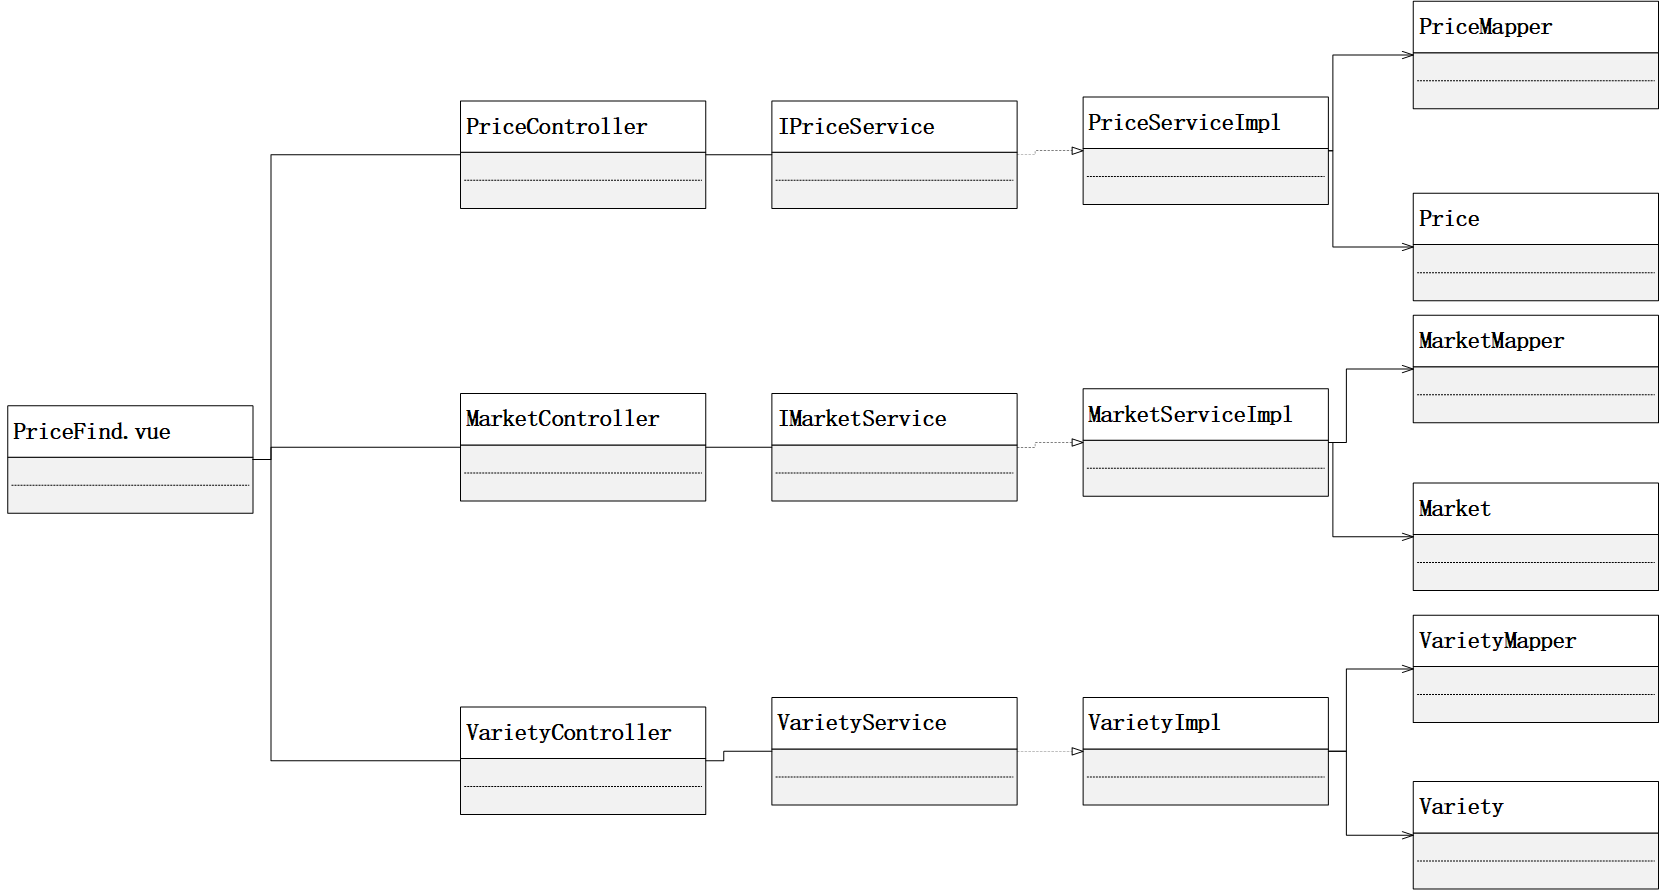 PriceMapper
PriceController
IPriceService
PriceServiceImpl
Price
MarketMapper
PriceFind.vue
MarketController
IMarketService
MarketServiceImpl
Market
VarietyMapper
VarietyController
VarietyService
VarietyImpl
Variety